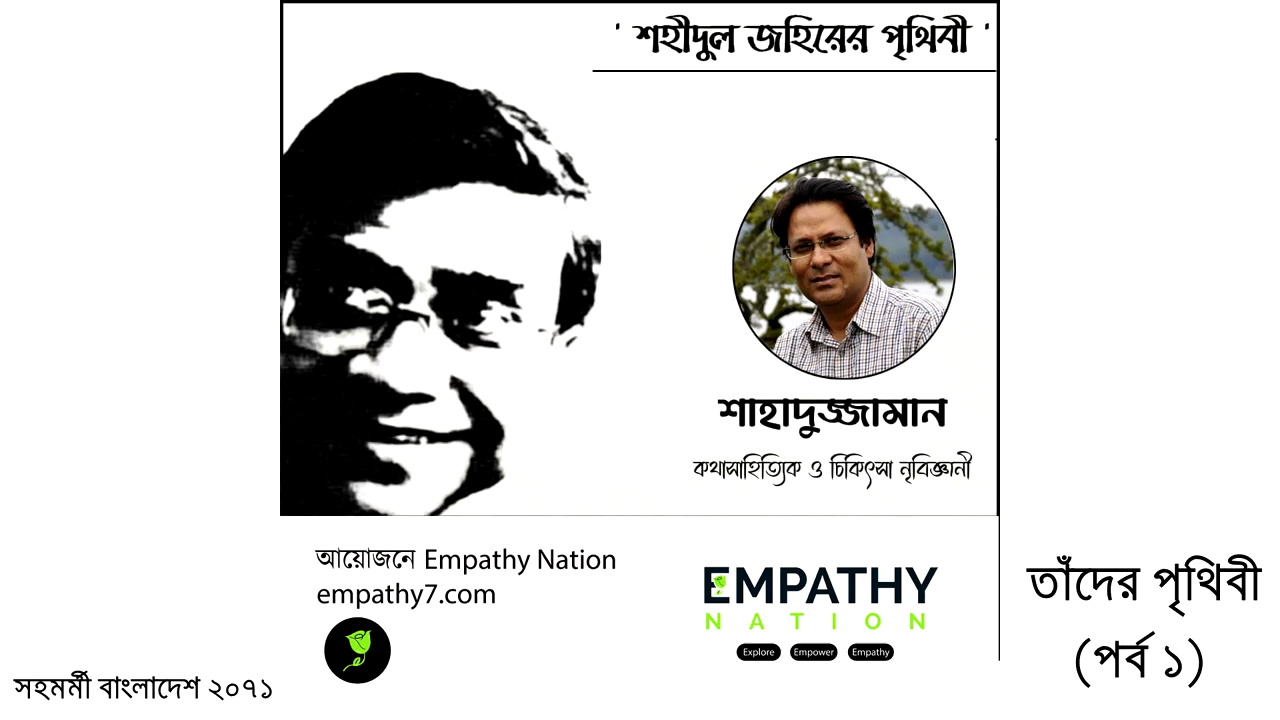 ' শহীদুল জহিরের পৃথিবী '
শাহাদুজ্জামান
কথাসাহিত্যিক ও চিকিৎসা নৃবিজ্ঞানী
আয়োজনে Empathy Nation
empathy7.com
EMPATHY
NATION
Explore Empower Empathy
তাঁদের পৃথিবী
(পর্ব ১)
সহমর্মী বাংলাদেশ ২০৭১